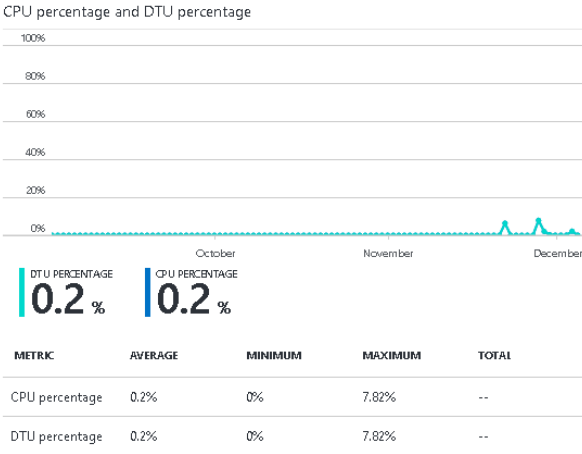 CPU percentage and DTU percentage
100%
80%
60%
40%
20%
0%
October November December
DTU PERCENTAGE CPU PERCENTAGE
0.2 % 0.2 %
METRIC AVERAGE MINIMUM MAXIMUM TOTAL
CPU percentage 0.2% 0% 7.82% --
DTU percentage 0.2% 0% 7.82% --